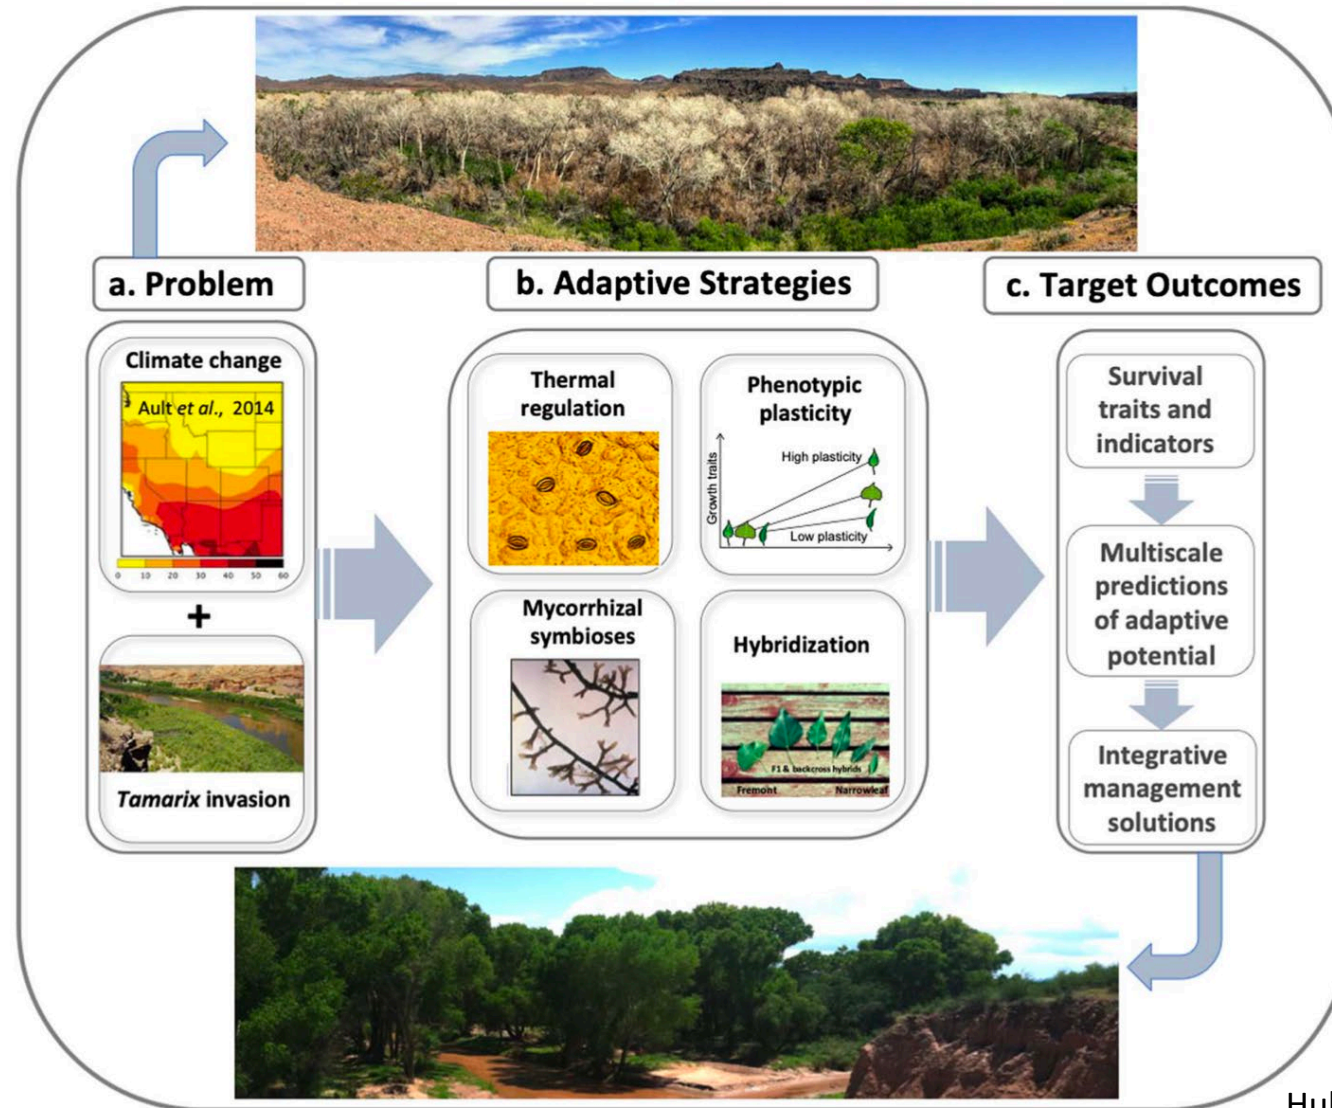 a. Problem
Climate change
Ault et al., 2014
0 10 20 30 40 50 60
+
Tamarix invasion
b. Adaptive Strategies
Thermal
regulation
Phenotypic
plasticity
Growth traits
High plasticity
Low plasticity
Mycorrhizal
symbioses
Hybridization
F1 & backcross hybrids
Fremont Narrowleaf
c. Target Outcomes
Survival
traits and
indicators
Multiscale
predictions
of adaptive
potential
Integrative
management
solutions